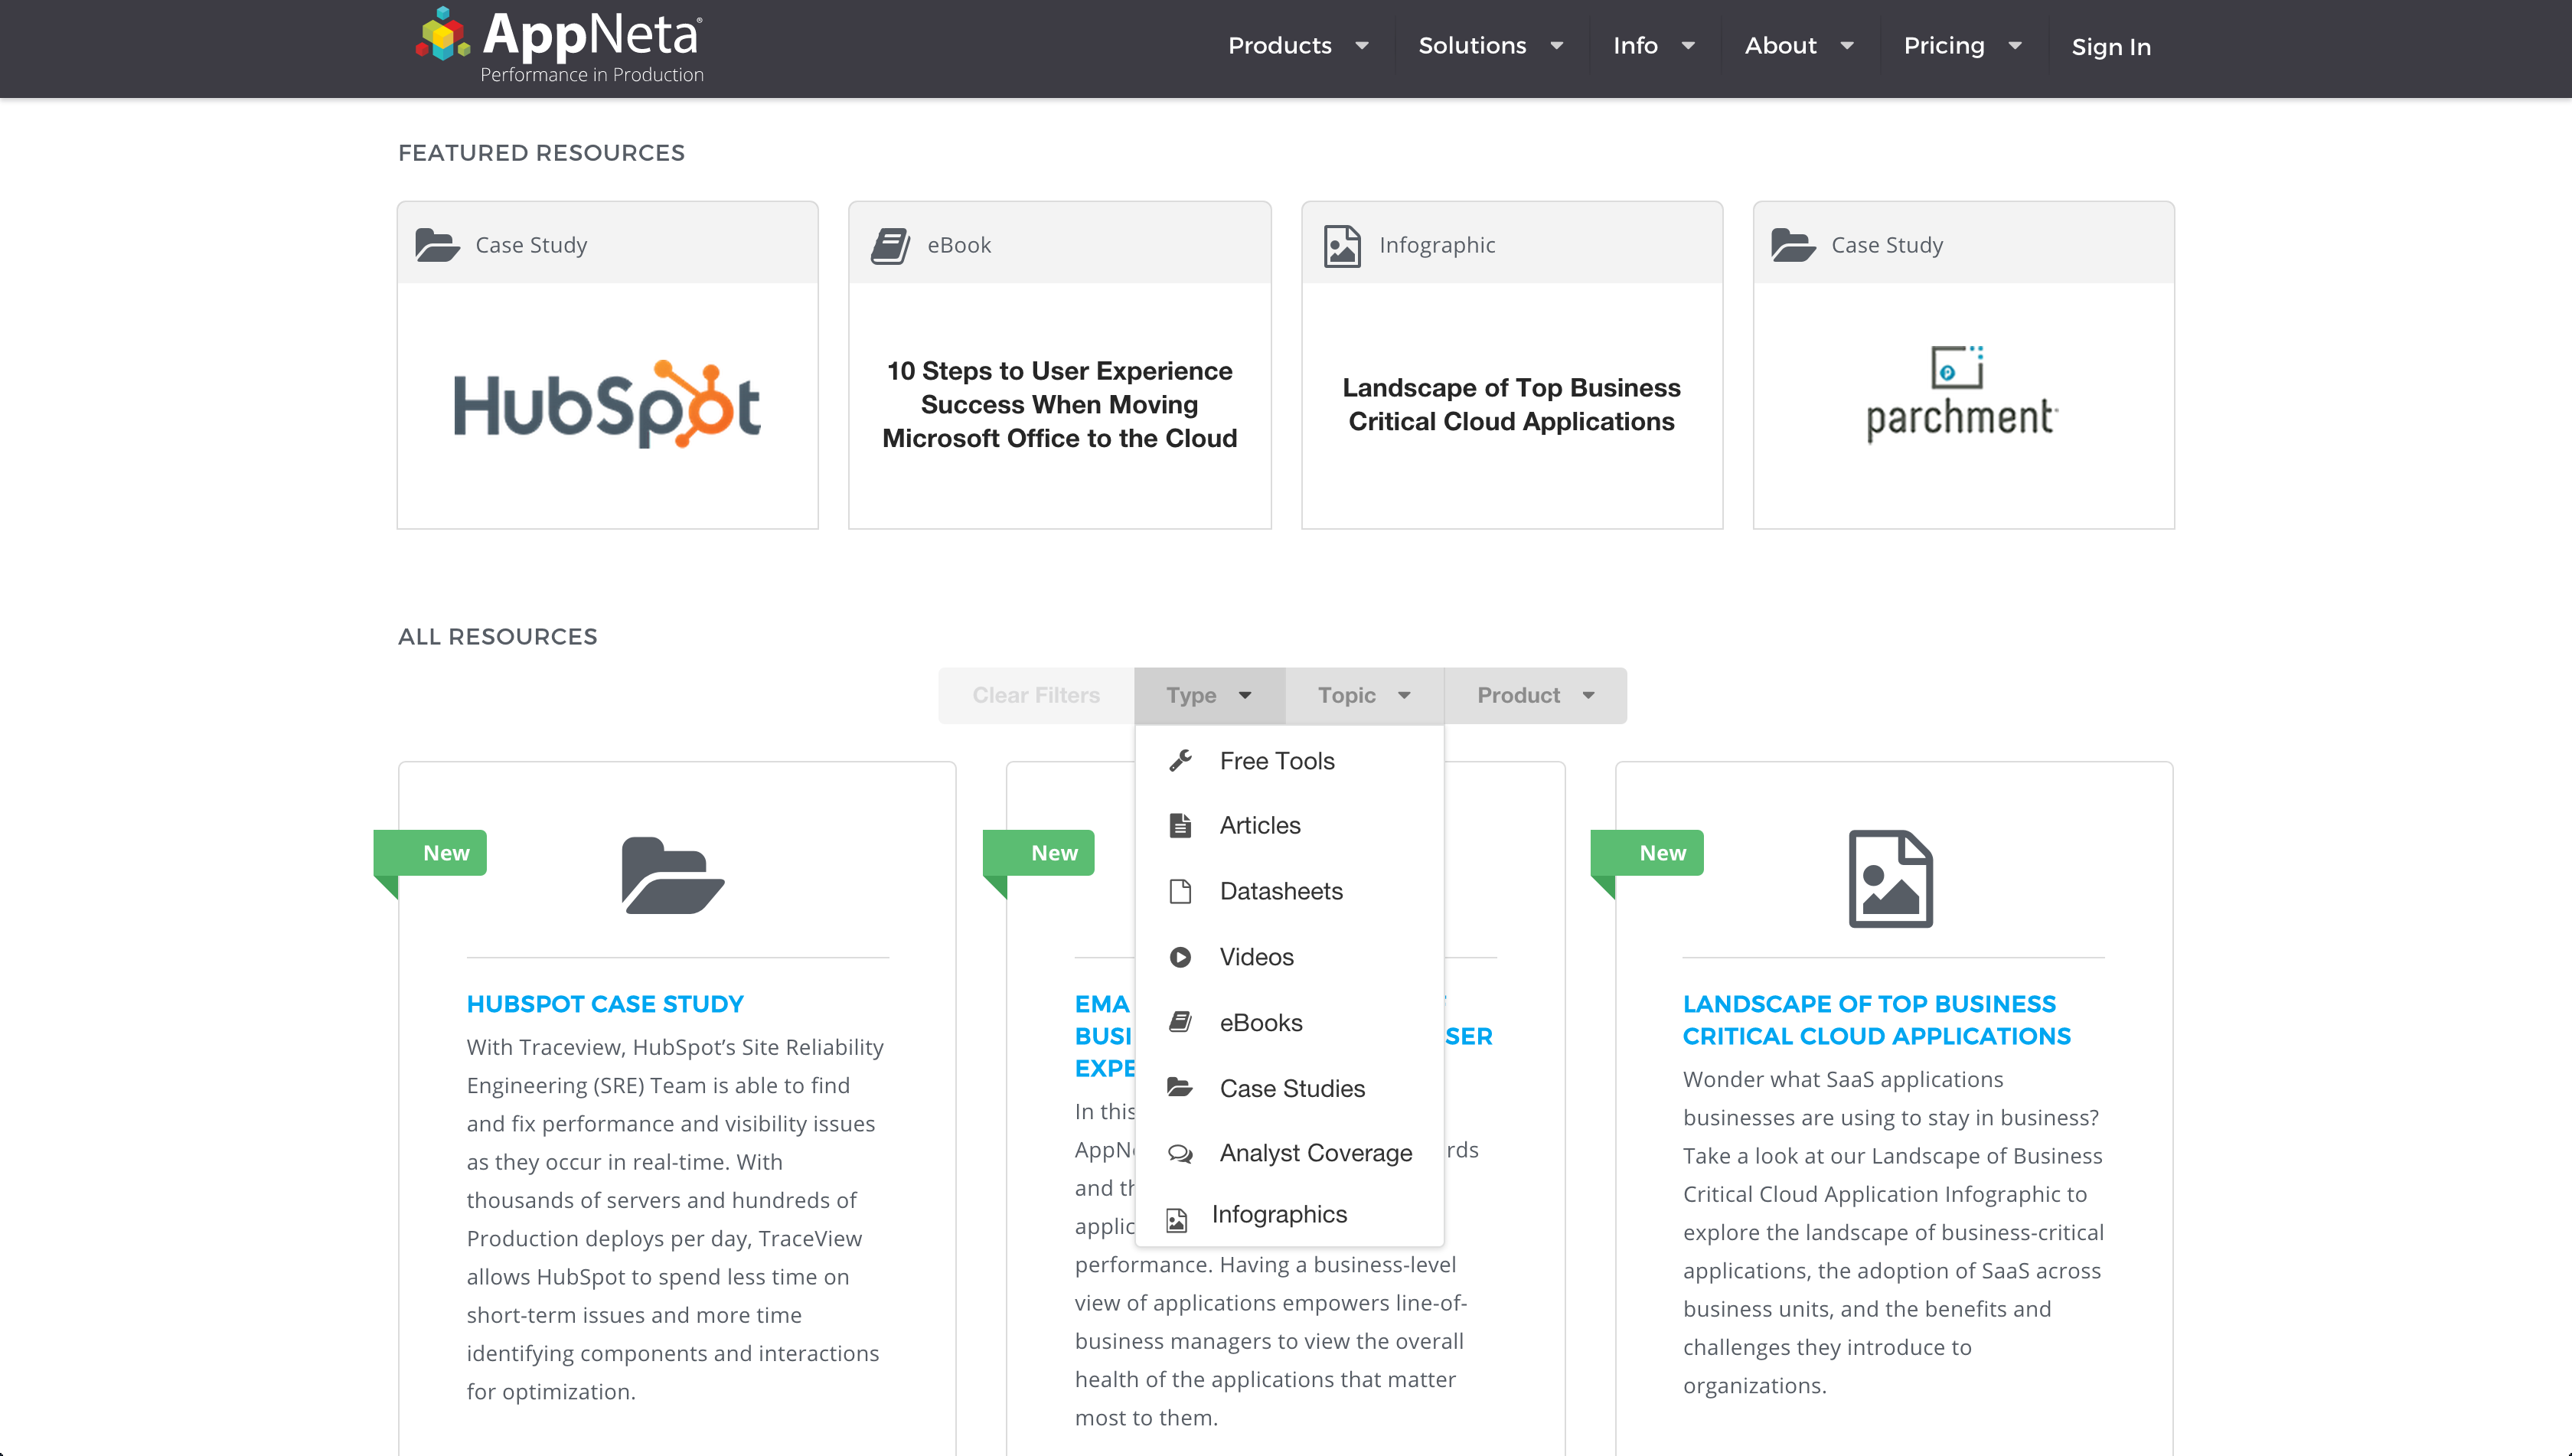 AppNeta®
Performance in Production
Products
Solutions
Info
About
Pricing
Sign In
FEATURED RESOURCES
Case Study
HubSpot
eBook
10 Steps to User Experience
Success When Moving
Microsoft Office to the Cloud
Infographic
Landscape of Top Business
Critical Cloud Applications
Case Study
parchment
ALL RESOURCES
Clear Filters
Type
Topic
Product
Free Tools
Articles
Datasheets
Videos
eBooks
Case Studies
Analyst Coverage
Infographics
New
HUBSPOT CASE STUDY
With Traceview, HubSpot’s Site Reliability
Engineering (SRE) Team is able to find
and fix performance and visibility issues
as they occur in real-time. With
thousands of servers and hundreds of
Production deploys per day, TraceView
allows HubSpot to spend less time on
short-term issues and more time
identifying components and interactions
for optimization.
New
EMA
BUSI SER
EXPE
In this
AppN rds
and th
applic
performance. Having a business-level
view of applications empowers line-of-
business managers to view the overall
health of the applications that matter
most to them.
New
LANDSCAPE OF TOP BUSINESS
CRITICAL CLOUD APPLICATIONS
Wonder what SaaS applications
businesses are using to stay in business?
Take a look at our Landscape of Business
Critical Cloud Application Infographic to
explore the landscape of business-critical
applications, the adoption of SaaS across
business units, and the benefits and
challenges they introduce to
organizations.